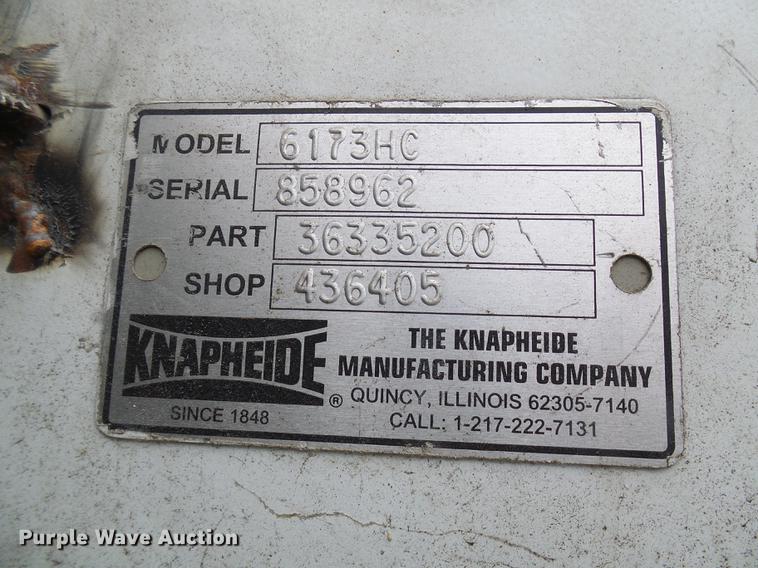 MODEL 6173HC
SERIAL 858962
PART 36335200
SHOP 436405
KNAPHEIDE ®
SINCE 1848
THE KNAPHEIDE
MANUFACTURING COMPANY
QUINCY, ILLINOIS 62305-7140
CALL: 1-217-222-7131
Purple Wave Auction